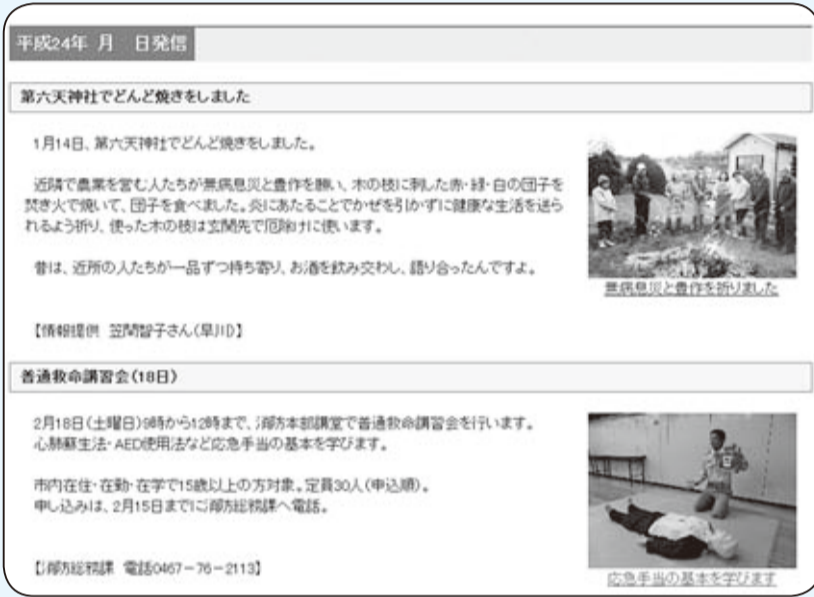 平成24年 月　日発信
第六天神社でどんど焼きをしました
1月14日、第六天神社でどんど焼きをしました。
近隣で農業を営む人たちが無病息災と豊作を願い、木の枝に刺した赤・緑・白の団子を
焚き火で焼いて、団子を食べました。炎にあたることでかぜを引かずに健康な生活を送ら
れるよう祈り、使った木の枝は玄関先で厄除けに使います。
昔は、近所の人たちが一品ずつ持ち寄り、お酒を飲み交わし、語り合ったんですよ。
無病息災と豊作を祈りました
【情報提供 笠間智子さん(早川)】
普通救命講習会(18日)
2月18日(土曜日)9時から12時まで、消防本部講堂で普通救命講習会を行います。
心肺蘇生法・AED使用法など応急手当の基本を学びます。
市内在住・在勤・在学で15歳以上の方対象。定員30人(申込順)。
申し込みは、2月15日までに消防総務課へ電話。
【消防総務課 電話0467－76－2113】
応急手当の基本を学びます